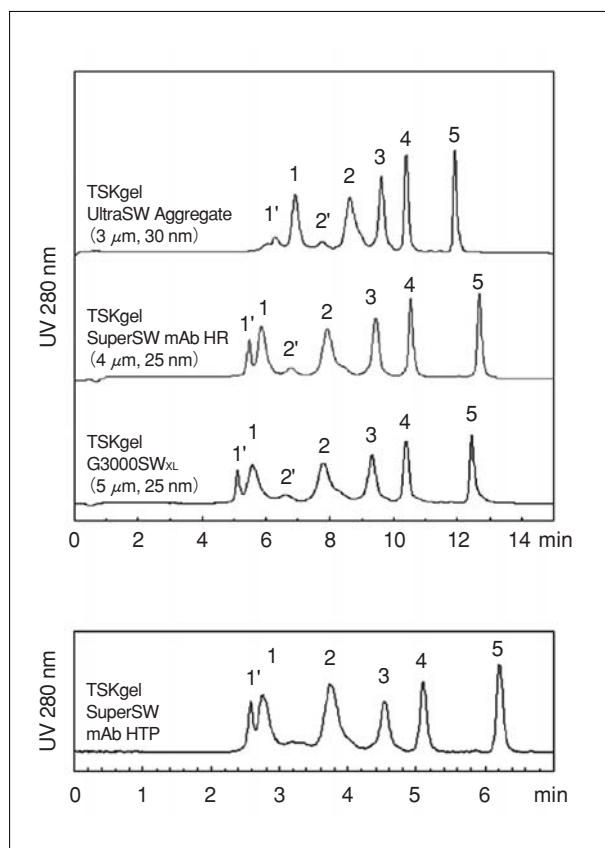 UV 280 nm
TSKgel
UltraSW Aggregate
(3 μm, 30 nm)
1' 1 2' 2 3 4 5
TSKgel
SuperSW mAb HR
(4 μm, 25 nm)
1' 1 2' 2 3 4 5
TSKgel
G3000SWXL
(5 μm, 25 nm)
1' 1 2' 2 3 4 5
0 2 4 6 8 10 12 14 min
UV 280 nm
TSKgel
SuperSW
mAb HTP
1' 1 2 3 4 5
0 1 2 3 4 5 6 min